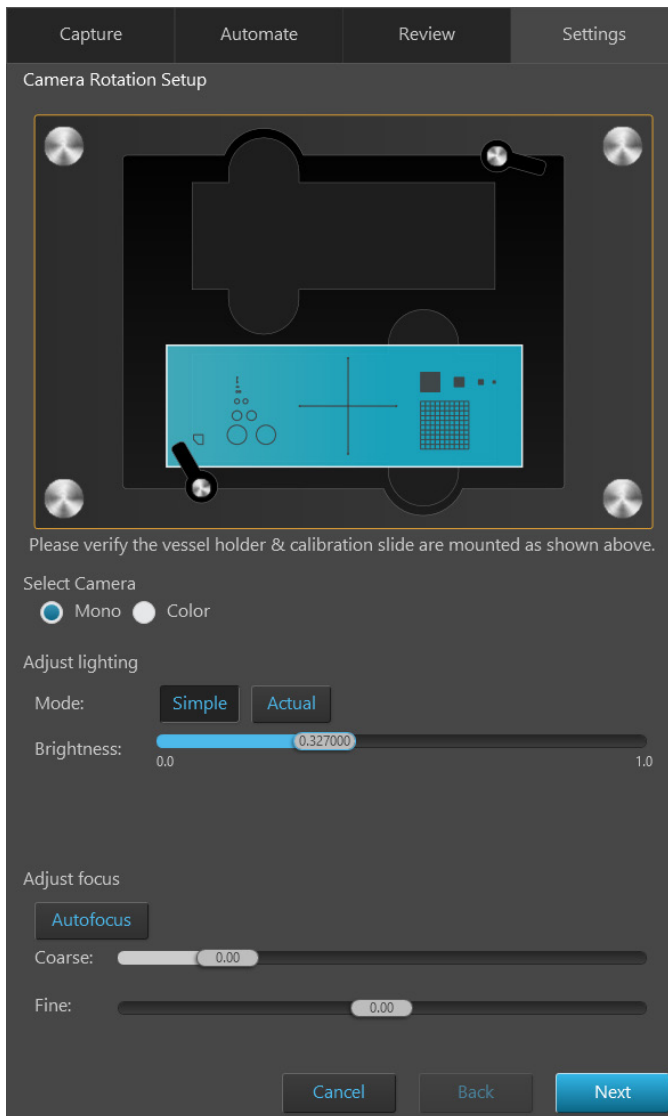 Capture Automate Review Settings
Camera Rotation Setup
Please verify the vessel holder & calibration slide are mounted as shown above.
Select Camera
Mono Color
Adjust lighting
Mode: Simple Actual
Brightness: 0.327000
0.0 1.0
Adjust focus
Autofocus
Coarse: 0.00
Fine: 0.00
Cancel Back Next